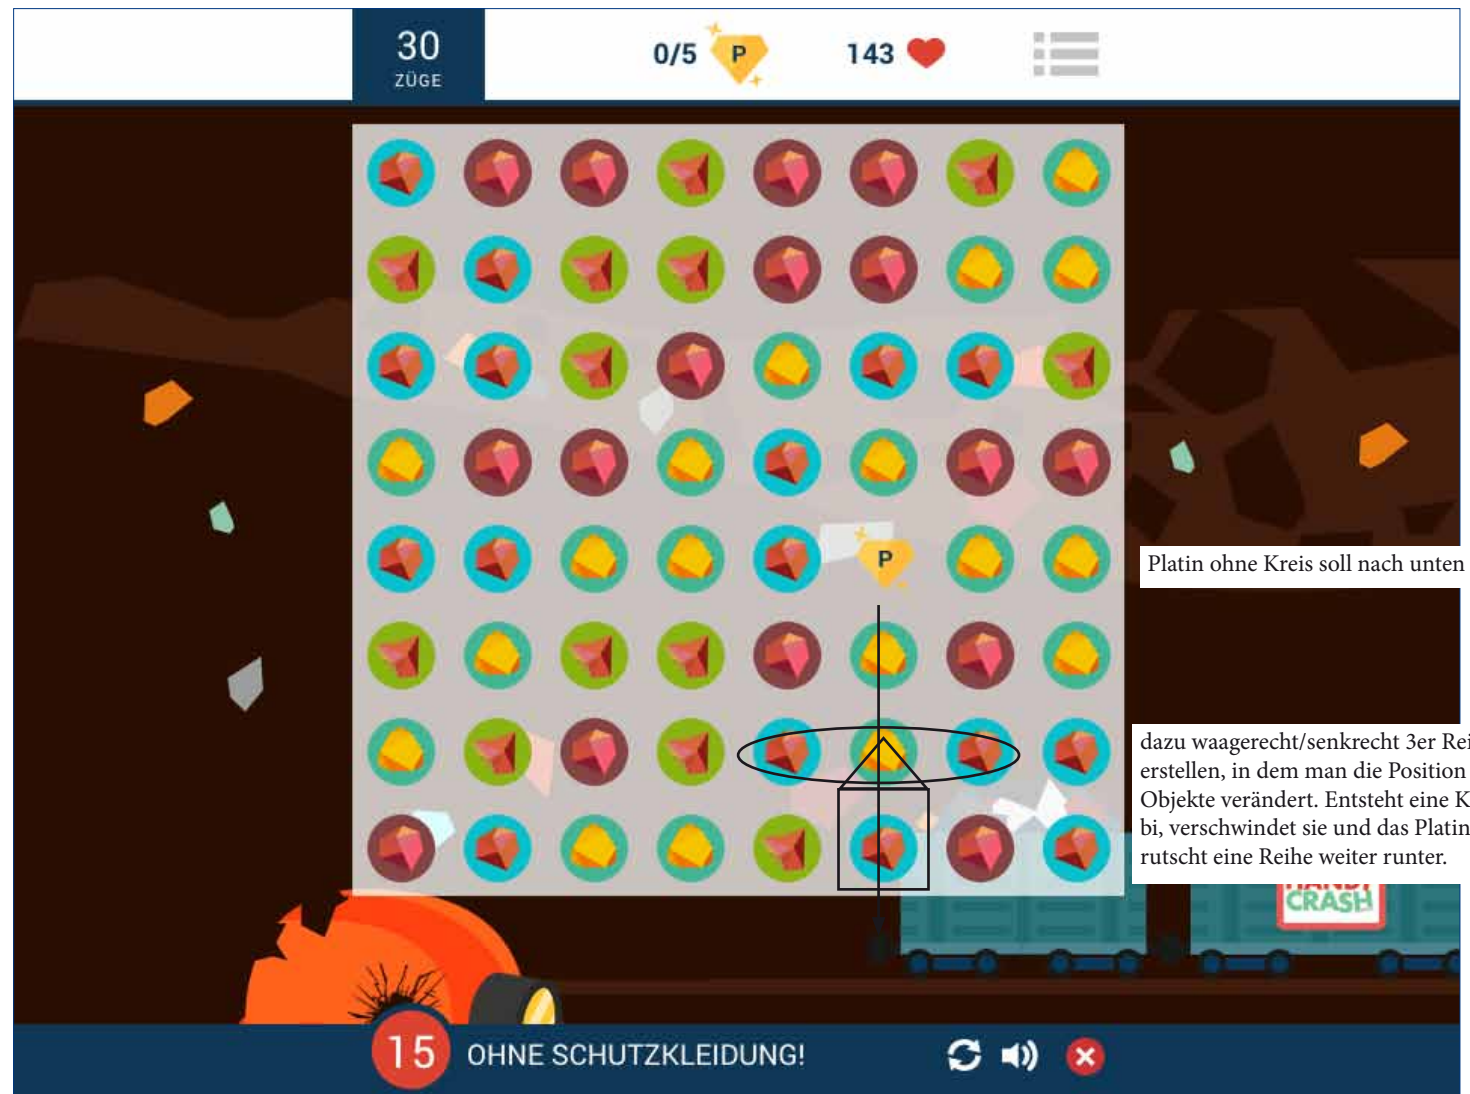 30
ZÜGE
0/5 P
143
P
Platin ohne Kreis soll nach unten
dazu waagerecht/senkrecht 3er Rei
erstellen, in dem man die Position
Objekte verändert. Entsteht eine K
bi, verschwindet sie und das Platin
rutscht eine Reihe weiter runter.
CRASH
15 OHNE SCHUTZKLEIDUNG!